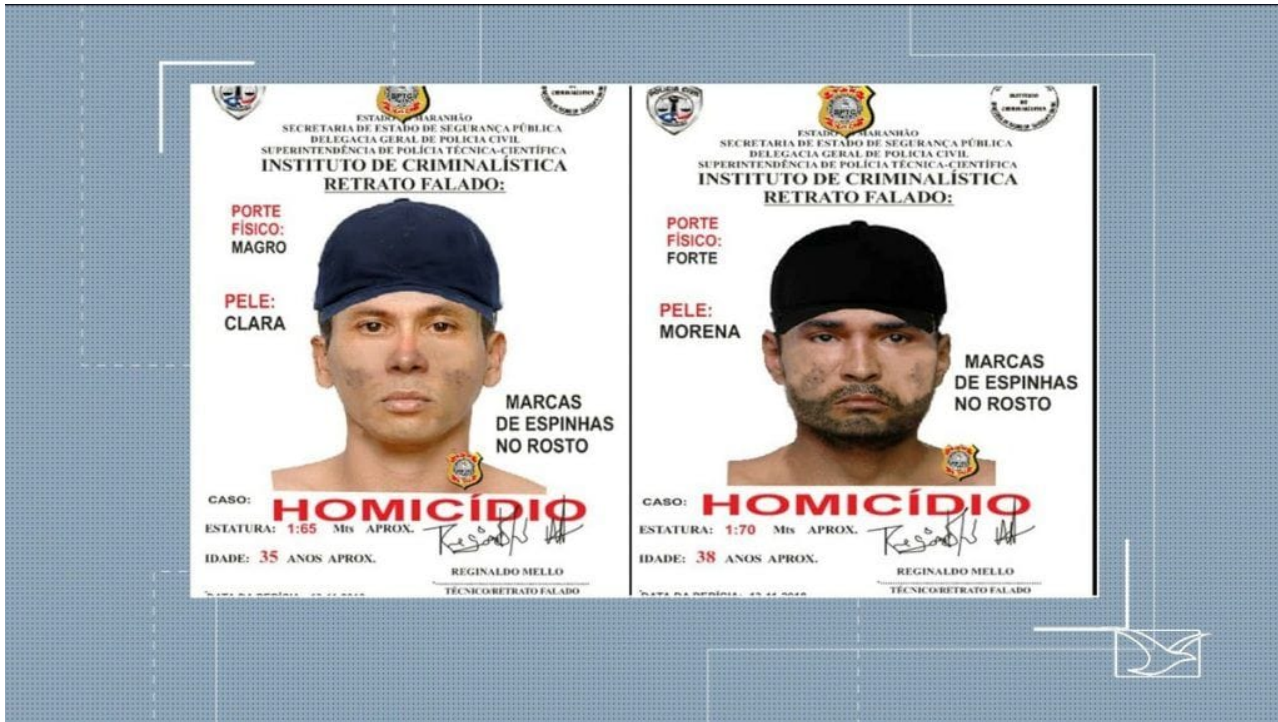 ESTADO MARANHÃO
SECRETARIA DE ESTADO DE SEGURANÇA PÚBLICA
DELEGACIA GERAL DE POLICIA CIVIL
SUPERINTENDÊNCIA DE POLÍCIA TÉCNICA-CIENTÍFICA
INSTITUTO DE CRIMINALÍSTICA
RETRATO FALADO:
PORTE
FÍSICO:
MAGRO
PELE:
CLARA
MARCAS
DE ESPINHAS
NO ROSTO
CASO: HOMICÍDIO
ESTATURA: 1:65 Mts APROX.
IDADE: 35 ANOS APROX.
REGINALDO MELLO
TÉCNICO/RETRATO FALADO
POLICIA CIVIL
ESTADO MARANHÃO
SECRETARIA DE ESTADO DE SEGURANÇA PÚBLICA
DELEGACIA GERAL DE POLICIA CIVIL
SUPERINTENDÊNCIA DE POLÍCIA TÉCNICA-CIENTÍFICA
INSTITUTO DE CRIMINALÍSTICA
RETRATO FALADO:
PORTE
FÍSICO:
FORTE
PELE:
MORENA
MARCAS
DE ESPINHAS
NO ROSTO
CASO: HOMICÍDIO
ESTATURA: 1:70 Mts APROX.
IDADE: 38 ANOS APROX.
REGINALDO MELLO
TÉCNICO/RETRATO FALADO